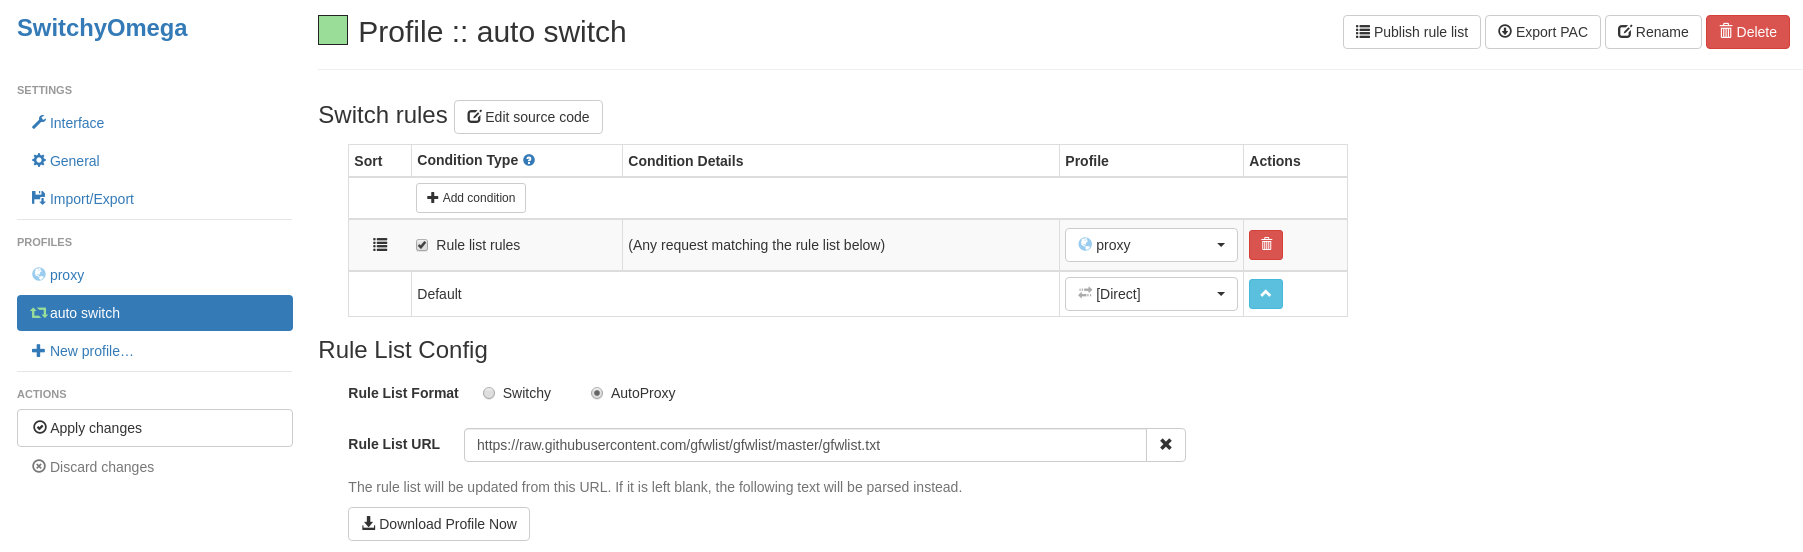 SwitchyOmega
SETTINGS
Interface
General
Import/Export
PROFILES
proxy
auto switch
New profile…
ACTIONS
Apply changes
Discard changes
Profile :: auto switch
Publish rule list
Export PAC
Rename
Delete
Switch rules
Edit source code
Sort Condition Type ? Condition Details Profile Actions
Add condition
Rule list rules (Any request matching the rule list below) proxy
Default [Direct]
Rule List Config
Rule List Format Switchy AutoProxy
Rule List URL https://raw.githubusercontent.com/gfwlist/gfwlist/master/gfwlist.txt
The rule list will be updated from this URL. If it is left blank, the following text will be parsed instead.
Download Profile Now